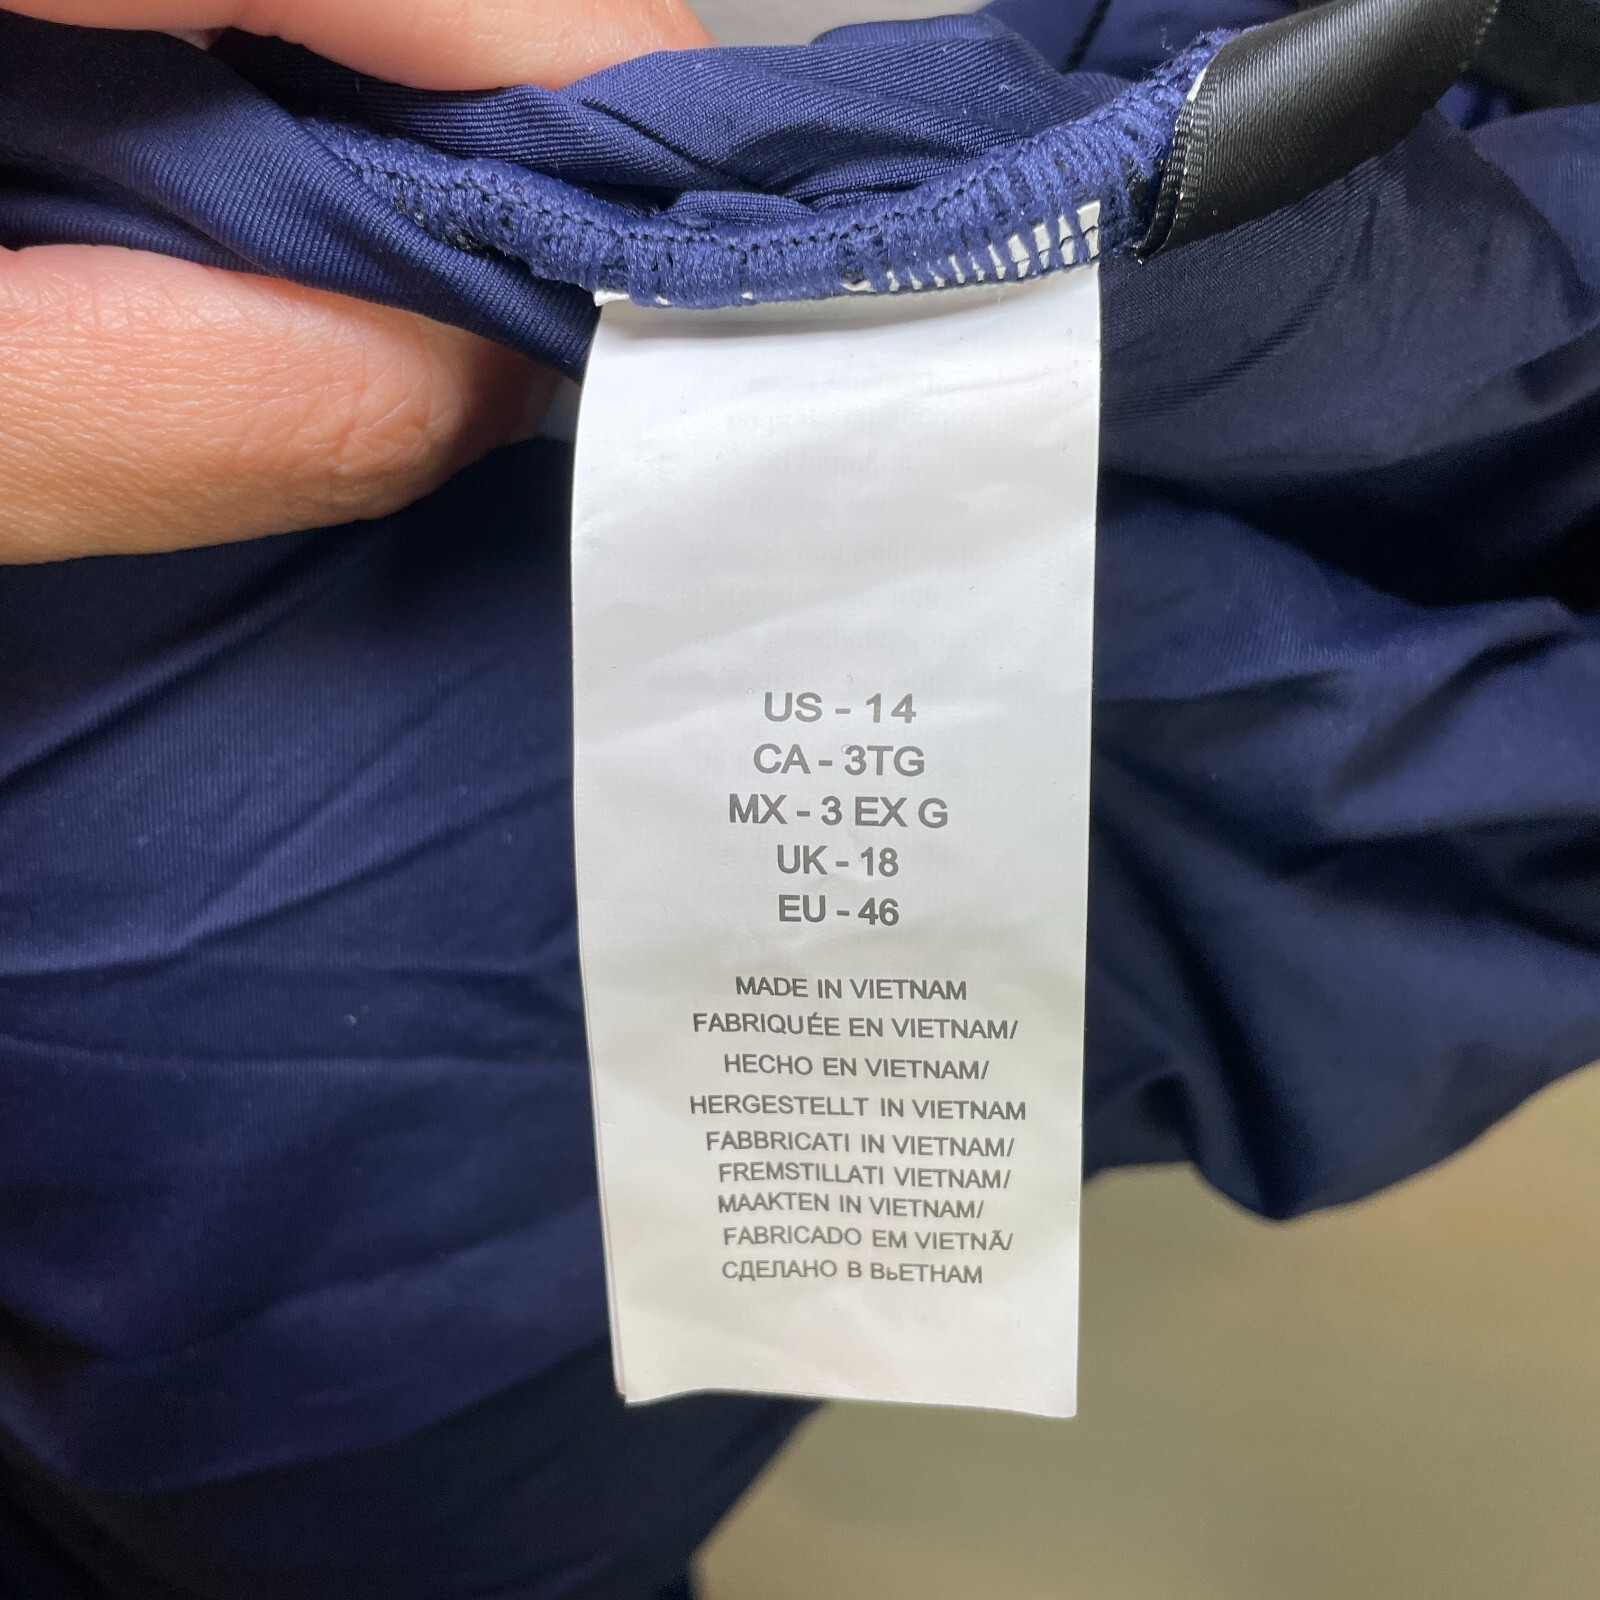 US - 14
CA - 3TG
MX - 3 EX G
UK - 18
EU - 46
MADE IN VIETNAM
FABRIQUÉE EN VIETNAM/
HECHO EN VIETNAM/
HERGESTELLT IN VIETNAM
FABBRICATI IN VIETNAM/
FREMSTILLATI VIETNAM/
MAAKTEN IN VIETNAM/
FABRICADO EM VIETNÃ/
СДЕЛАНО В ВЬЕТНАМ